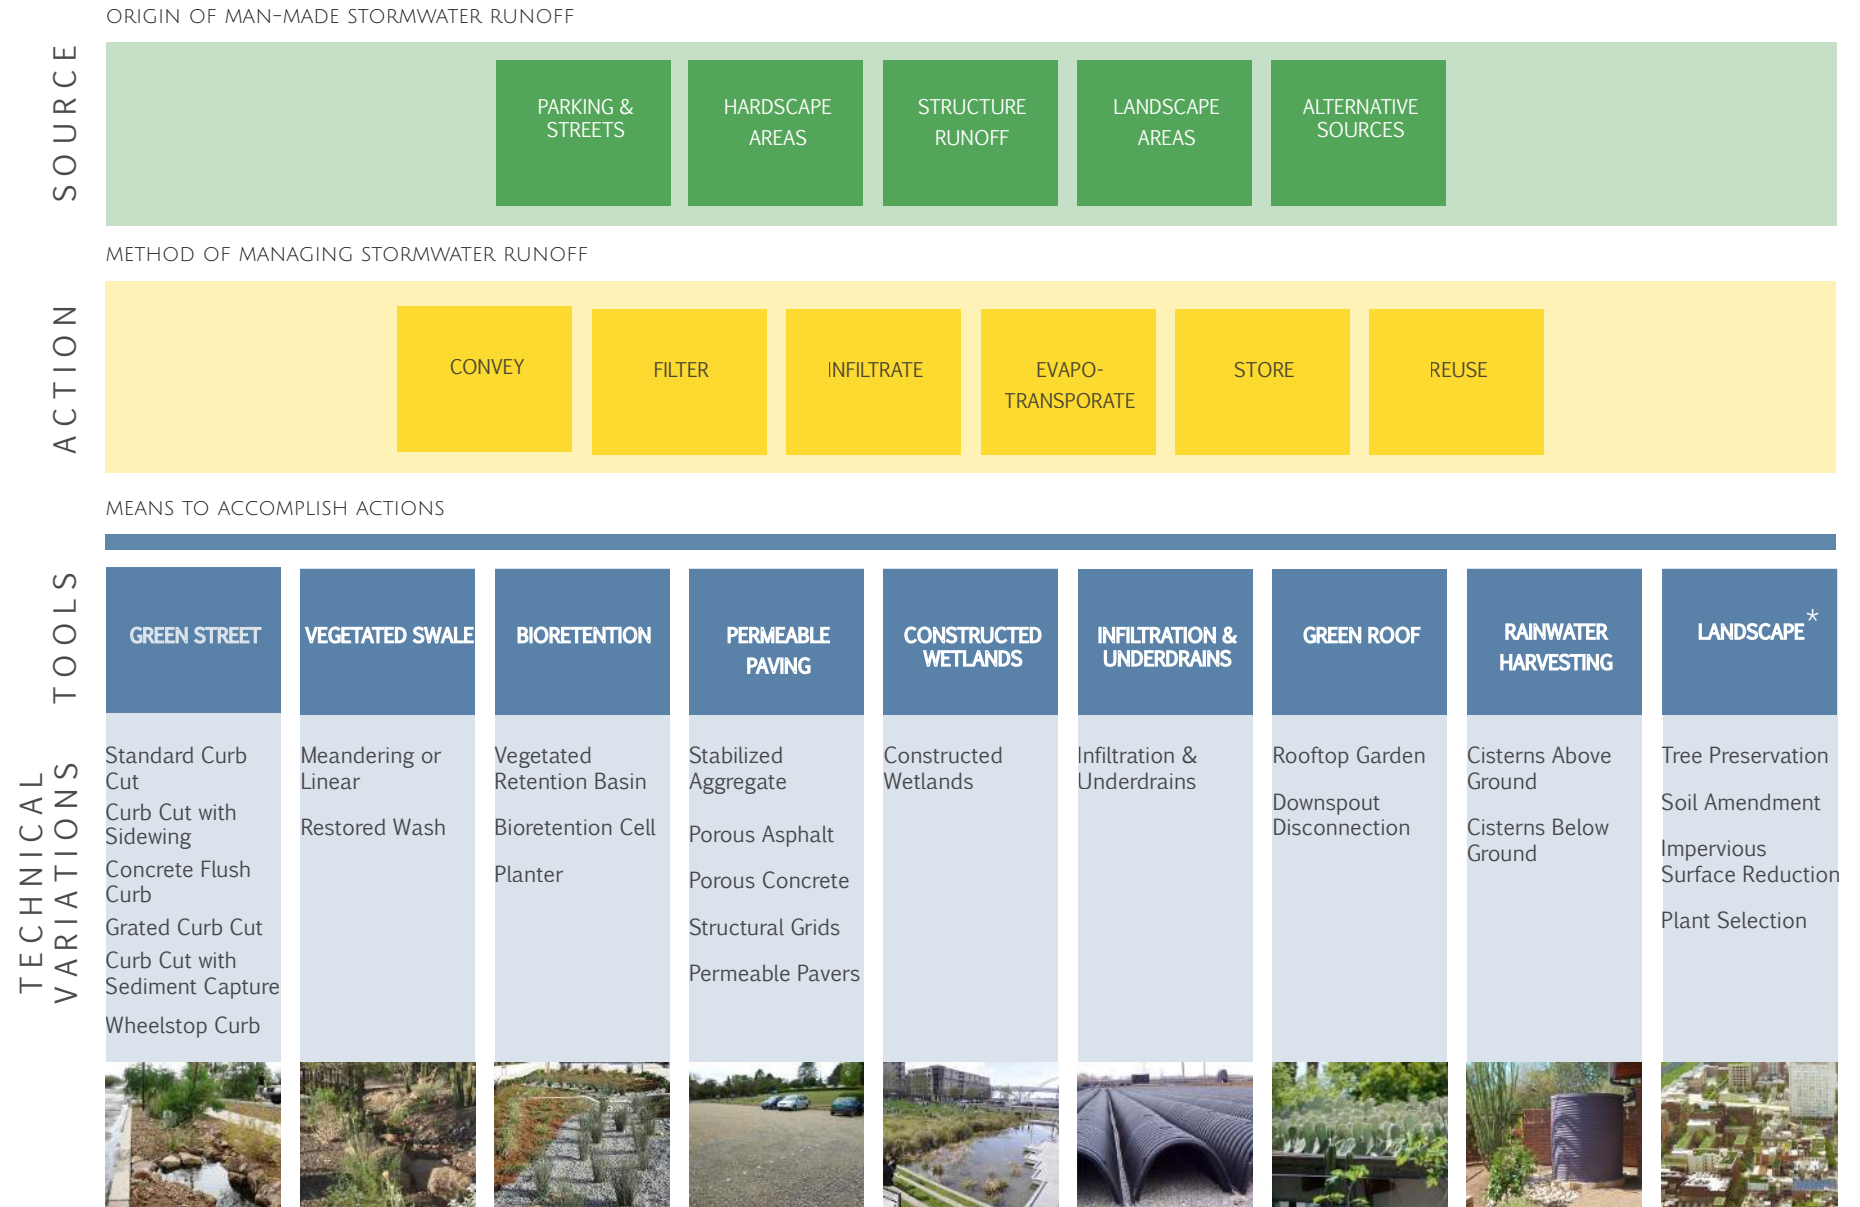 ORIGIN OF MAN-MADE STORMWATER RUNOFF
SOURCE
PARKING &
STREETS
HARDSCAPE
AREAS
STRUCTURE
RUNOFF
LANDSCAPE
AREAS
ALTERNATIVE
SOURCES
METHOD OF MANAGING STORMWATER RUNOFF
ACTION
CONVEY
FILTER
INFILTRATE
EVAPO-
TRANSPORATE
STORE
REUSE
MEANS TO ACCOMPLISH ACTIONS
TOOLS
GREEN STREET
VEGETATED SWALE
BIORETENTION
PERMEABLE
PAVING
CONSTRUCTED
WETLANDS
INFILTRATION &
UNDERDRAINS
GREEN ROOF
RAINWATER
HARVESTING
LANDSCAPE*
TECHNICAL
VARIATIONS
Standard Curb
Cut
Curb Cut with
Sidewing
Concrete Flush
Curb
Grated Curb Cut
Curb Cut with
Sediment Capture
Wheelstop Curb
Meandering or
Linear
Restored Wash
Vegetated
Retention Basin
Bioretention Cell
Planter
Stabilized
Aggregate
Porous Asphalt
Porous Concrete
Structural Grids
Permeable Pavers
Constructed
Wetlands
Infiltration &
Underdrains
Rooftop Garden
Downspout
Disconnection
Cisterns Above
Ground
Cisterns Below
Ground
Tree Preservation
Soil Amendment
Impervious
Surface Reduction
Plant Selection